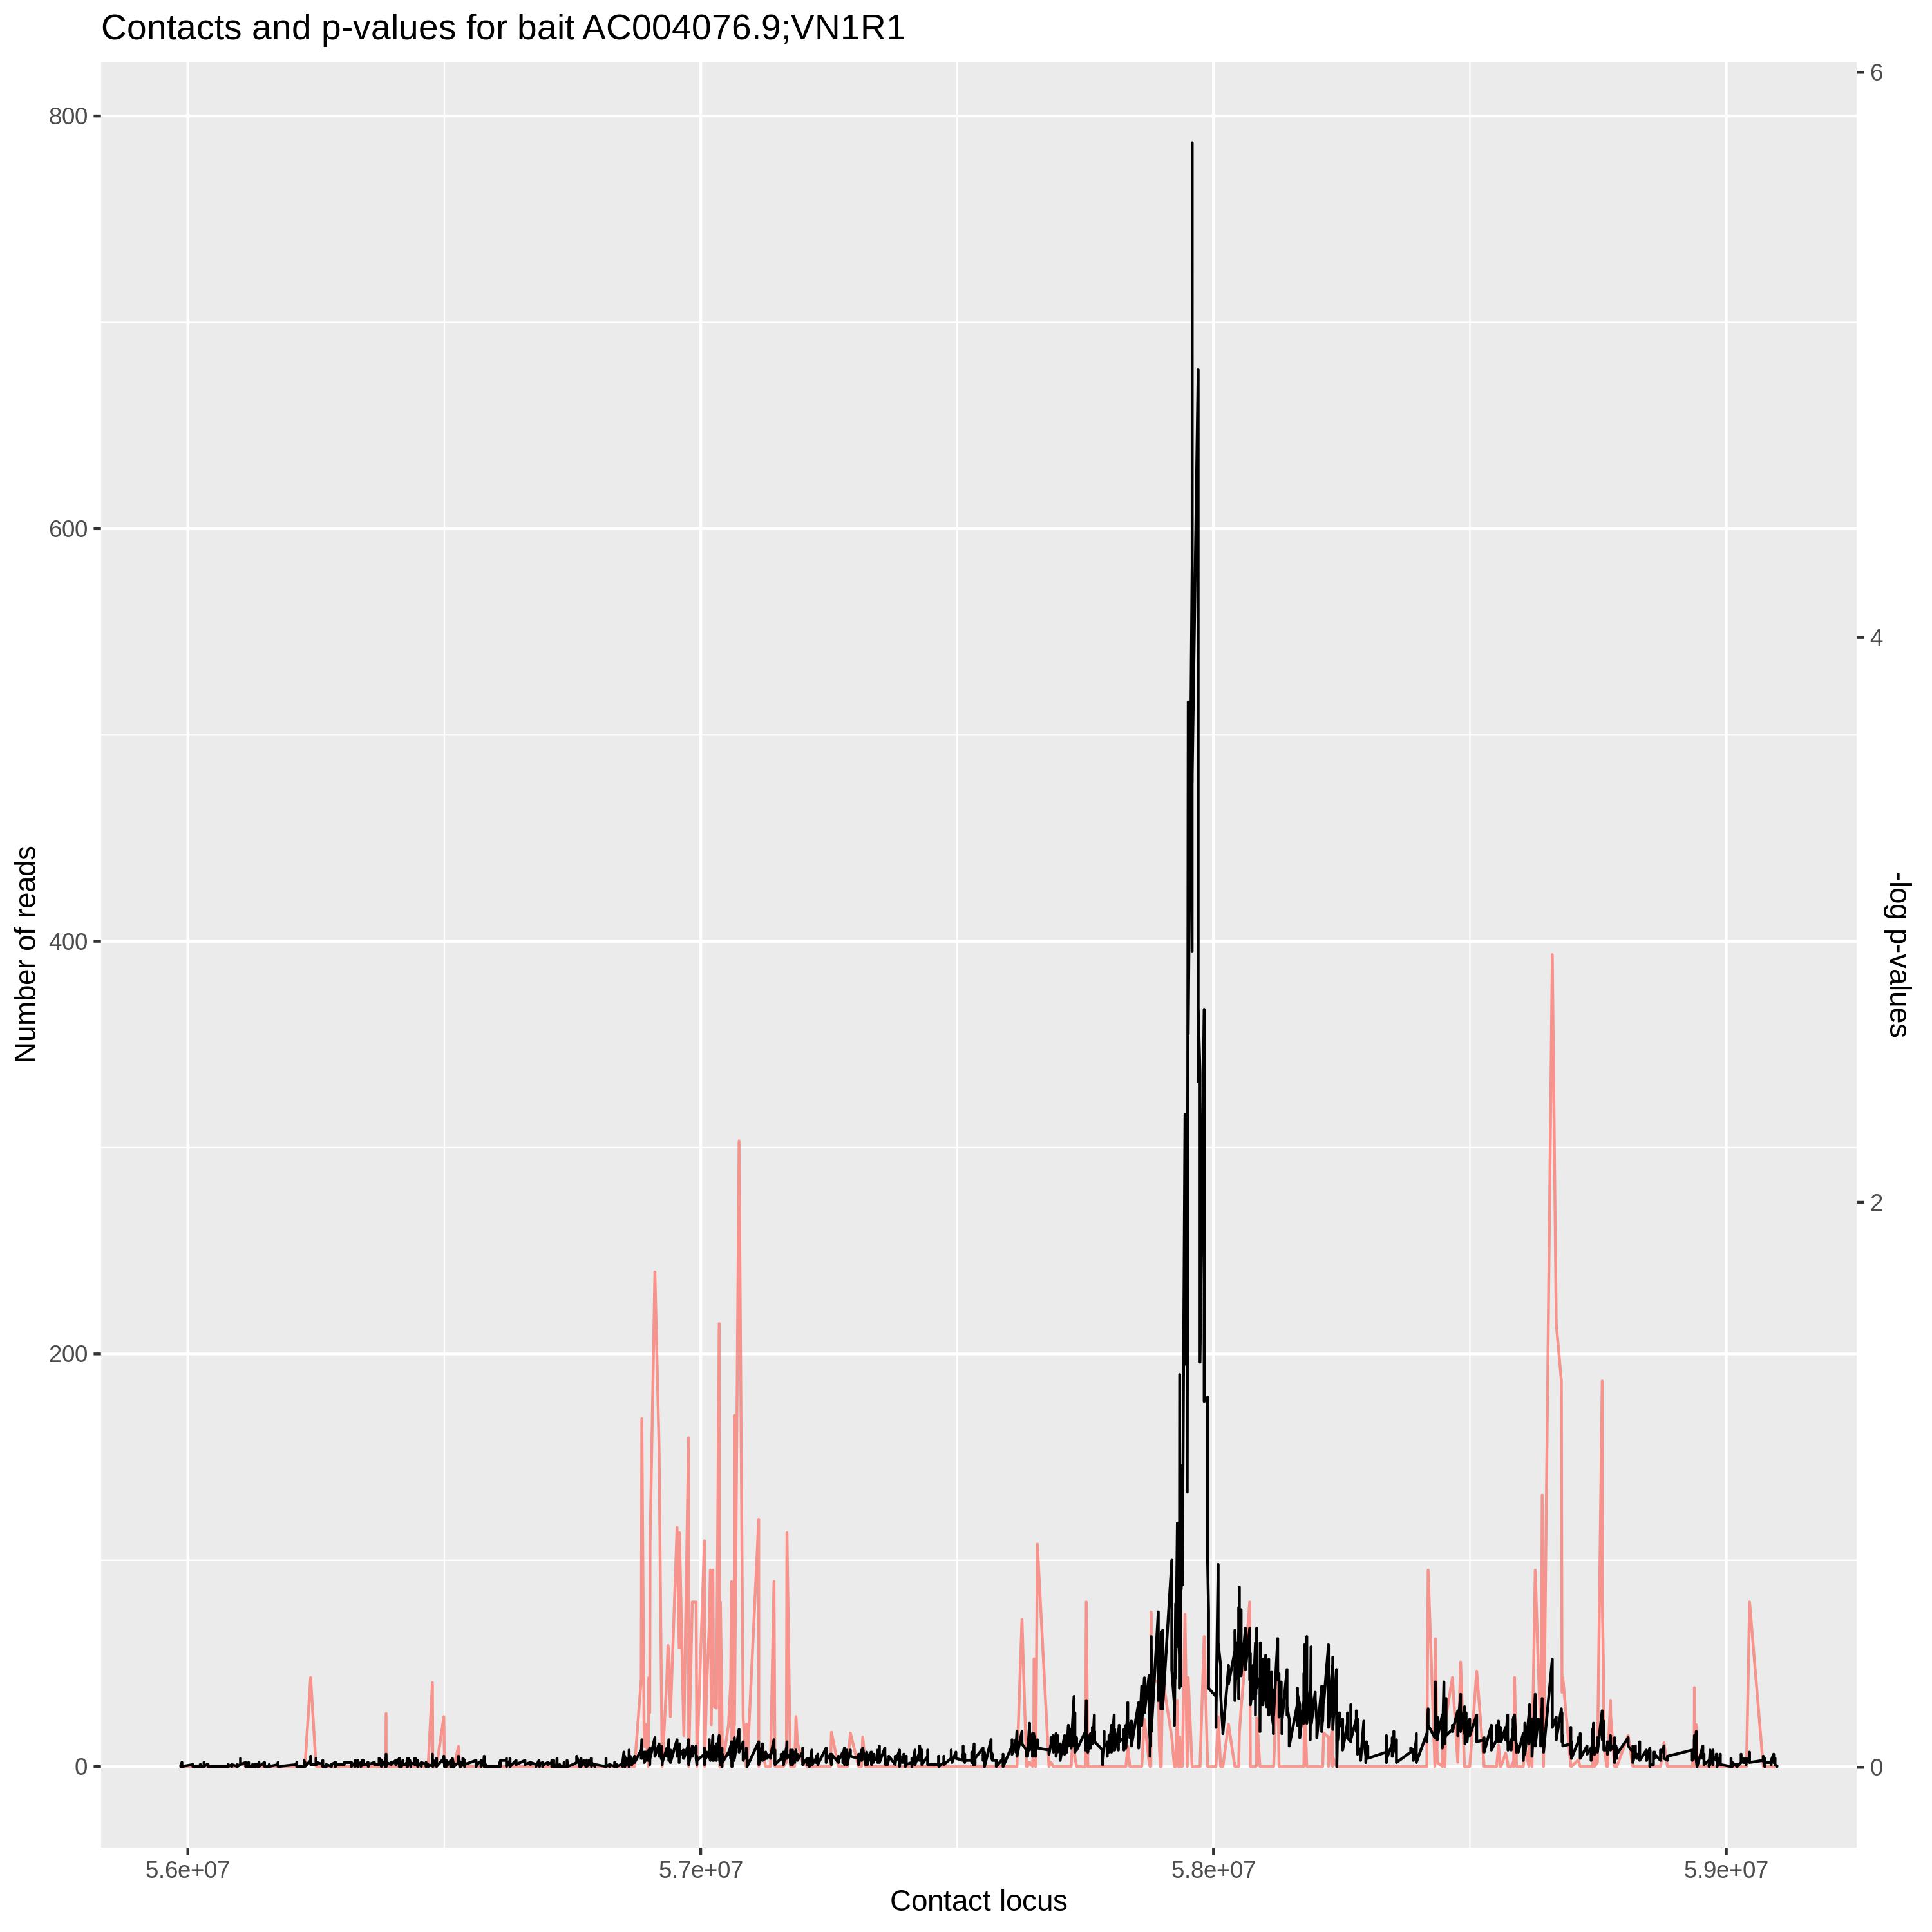 Contacts and p-values for bait AC004076.9;VN1R1
800
600
400
200
0
Number of reads
6
4
2
0
-log p-values
5.6e+07
5.7e+07
5.8e+07
5.9e+07
Contact locus